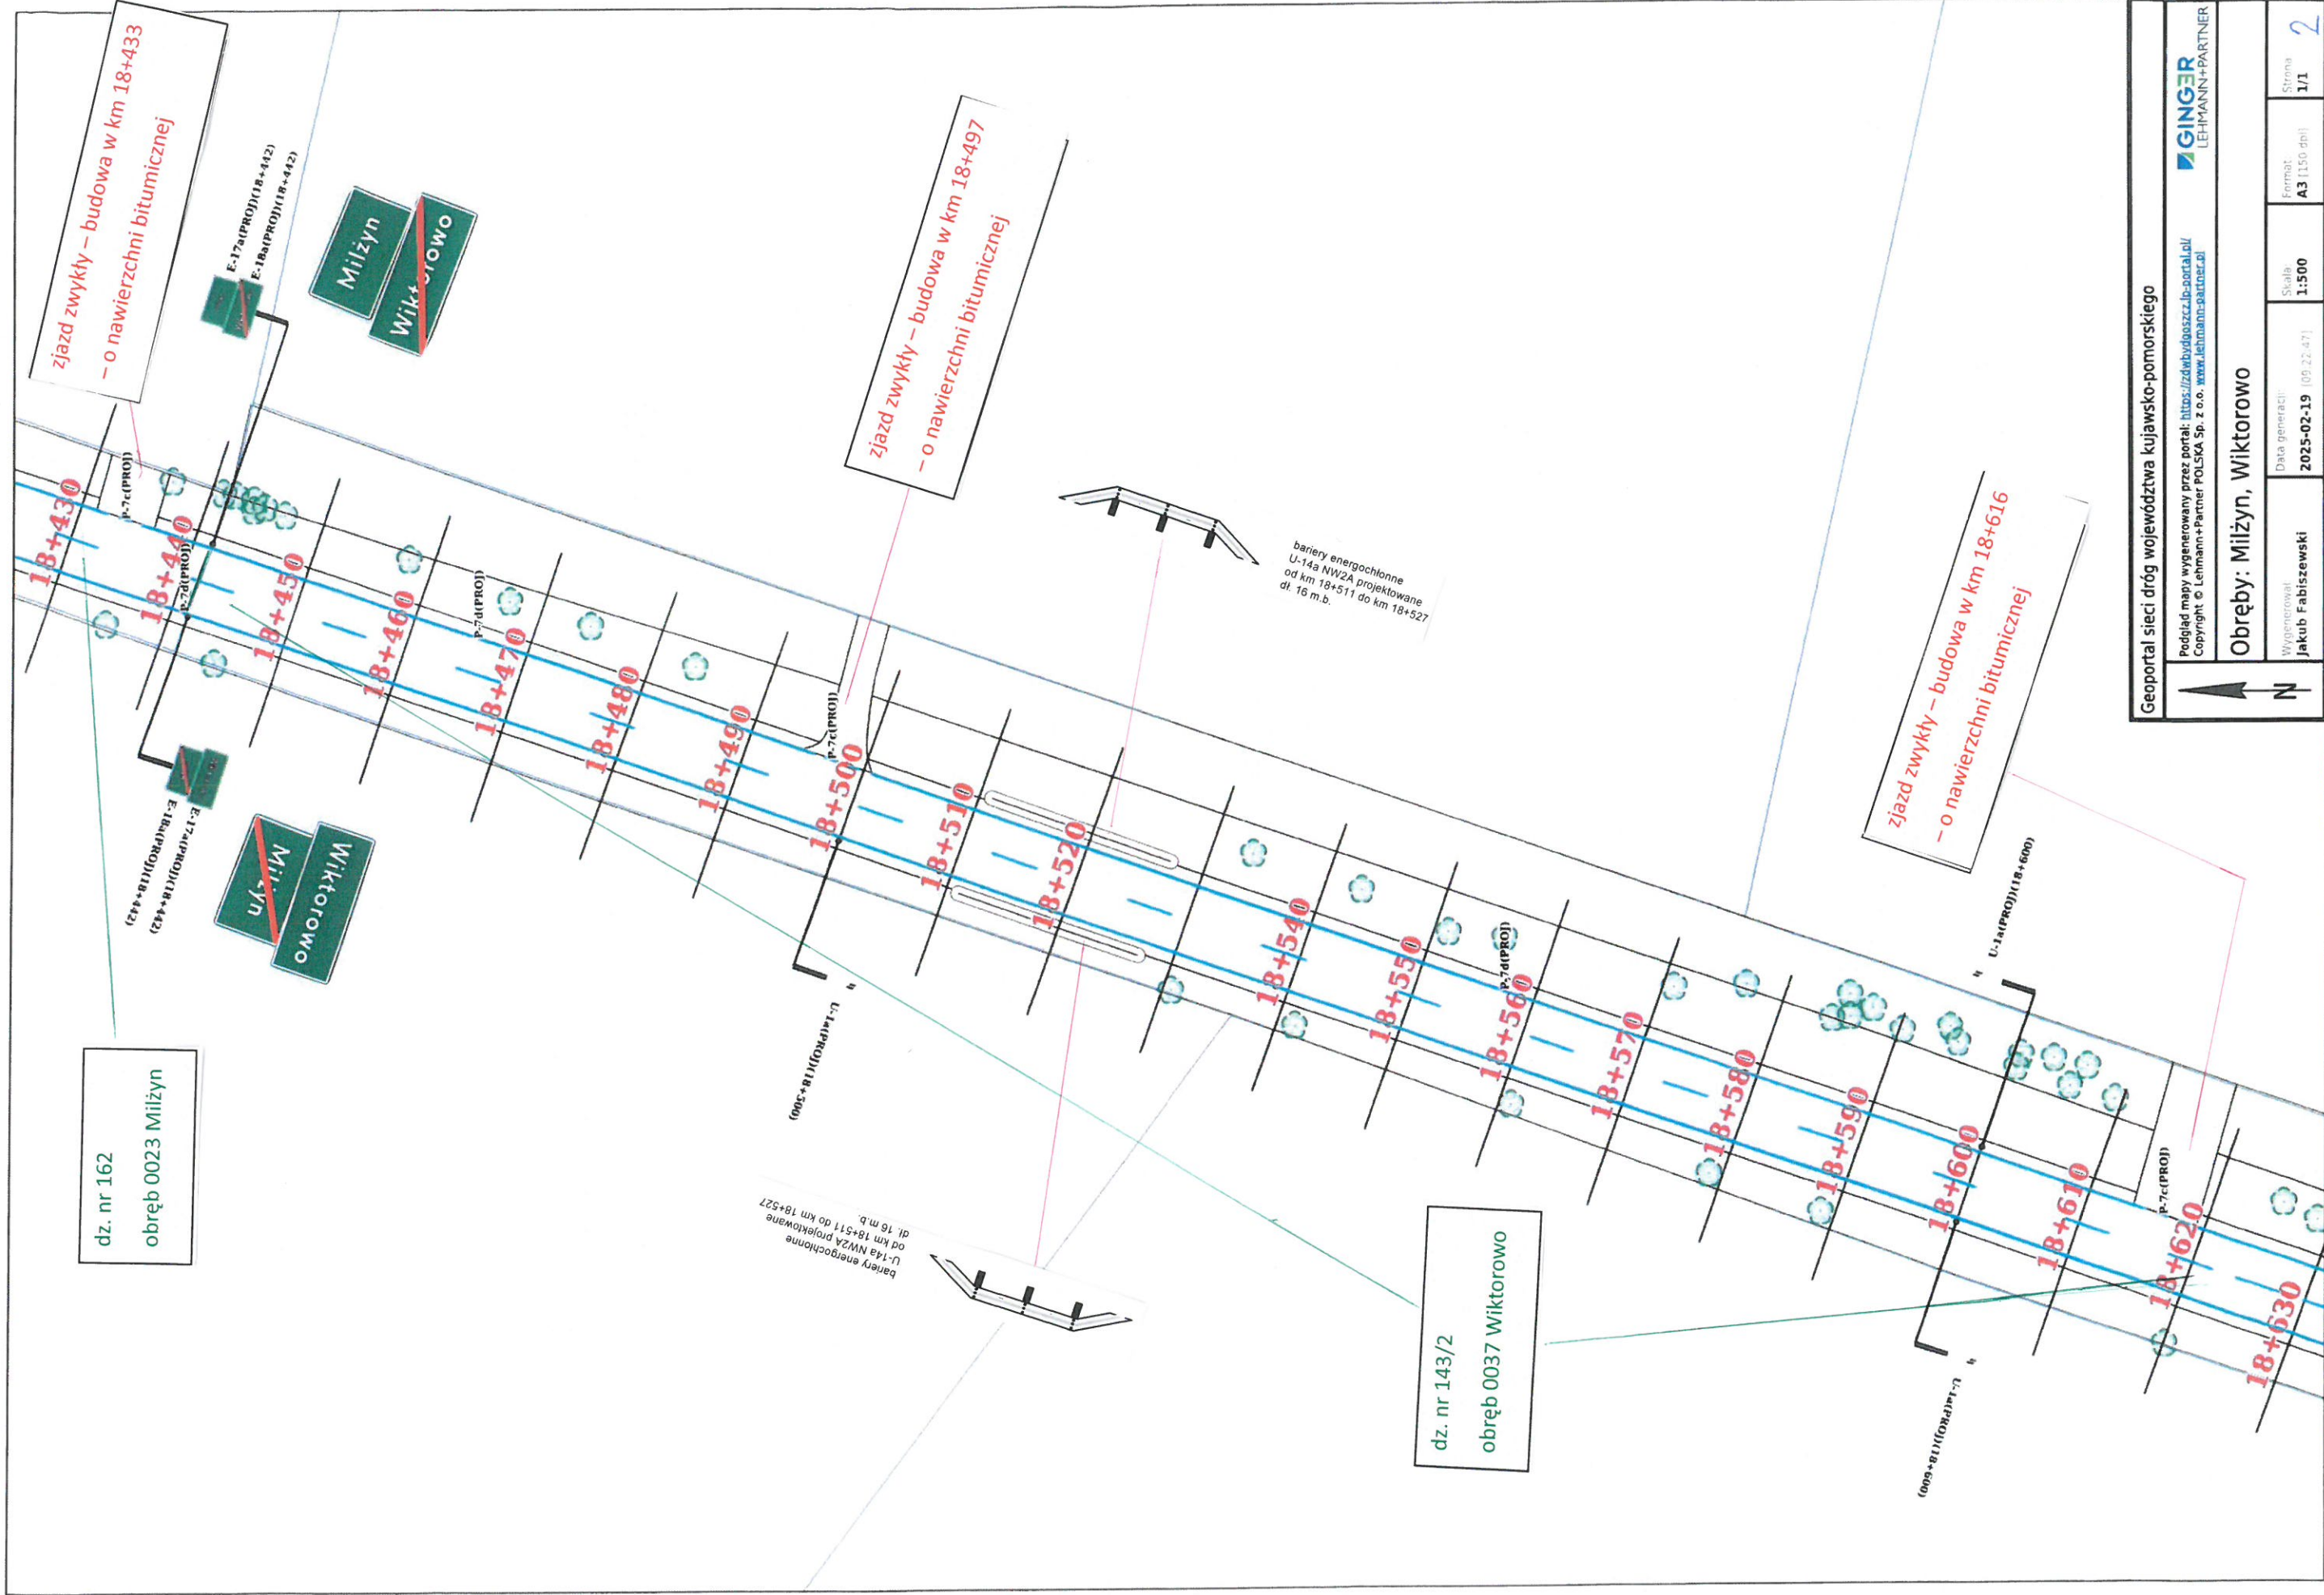 zjazd zwykły – budowa w km 18+433
– o nawierzchni bitumicznej
E-17a(PROJ)(18+442)
E-18a(PROJ)(18+442)
Milżyn
Wikt rowo
18+430
P-7c(PROJ)
18+440
P-7d(PROJ)
18+450
18+460
P-7d(PROJ)
18+470
18+480
18+490
P-7c(PROJ)
18+500
18+510
18+520
18+540
18+550
P-7d(PROJ)
18+560
18+570
18+580
18+590
18+600
18+610
P-7c(PROJ)
18+620
18+630
E-17a(PROJ)(18+442)
E-18a(PROJ)(18+442)
Milżyn
Wiktorowo
dz. nr 162
obręb 0023 Milżyn
zjazd zwykły – budowa w km 18+497
– o nawierzchni bitumicznej
bariery energochłonne
U-14a NW2A projektowane
od km 18+511 do km 18+527
dł. 16 m.b.
U-1a(PROJ)(18+500)
bariery energochłonne
U-14a NW2A projektowane
od km 18+511 do km 18+527
dł. 16 m.b.
dz. nr 143/2
obręb 0037 Wiktorowo
zjazd zwykły – budowa w km 18+616
– o nawierzchni bitumicznej
U-1a(PROJ)(18+600)
U-1a(PROJ)(18+600)
Geoportal sieci dróg województwa kujawsko-pomorskiego
Podgląd mapy wygenerowany przez portal: https://zdwbydgoszcz.lp-portal.pl/
Copyright © Lehmann+Partner POLSKA Sp. z o.o. www.lehmann-partner.pl
GINGER
LEHMANN+PARTNER
Obręby: Milżyn, Wiktorowo
N
Wygenerował
Jakub Fabiszewski
Data generacji
2025-02-19 [09:22:47]
Skala
1:500
Format
A3 [150 dpi]
Strona
1/1
2